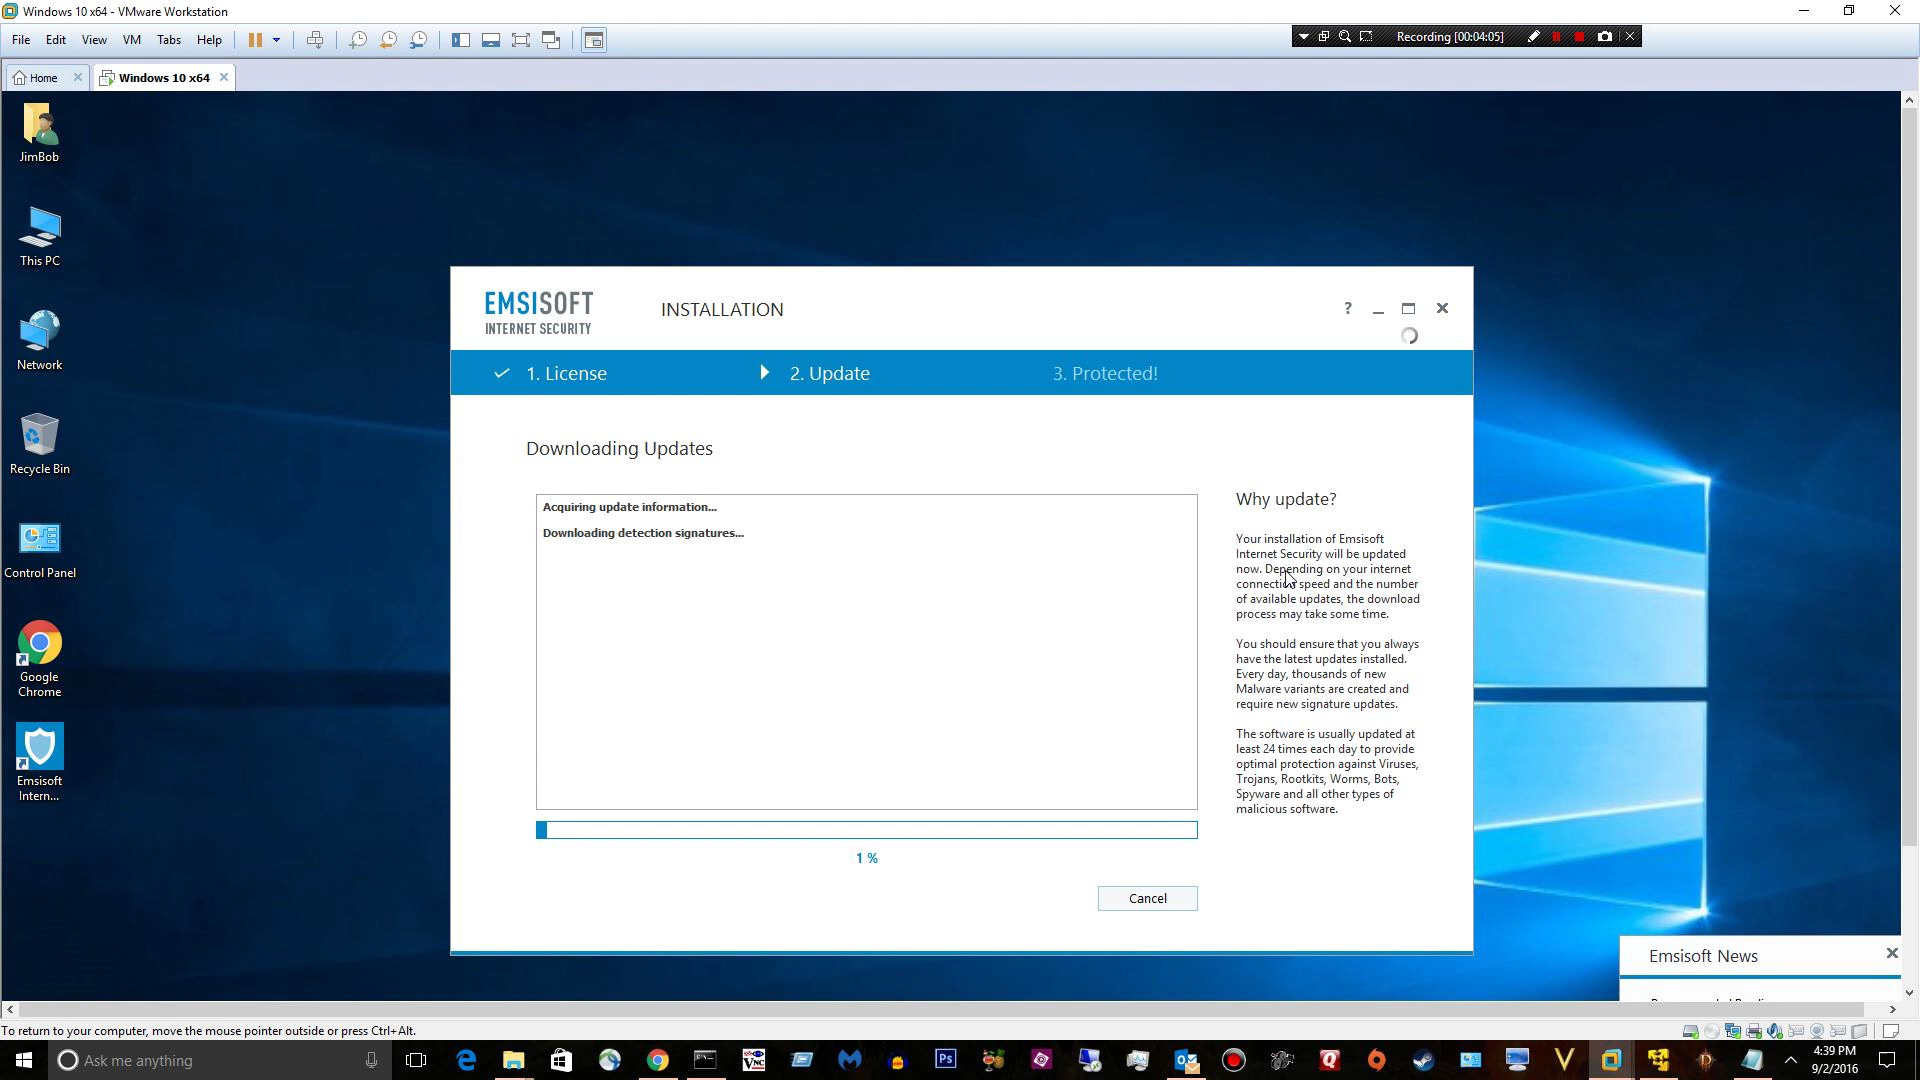 Windows 10 x64 - VMware Workstation
File Edit View VM Tabs Help
Recording [00:04:05]
Home
Windows 10 x64
JimBob
This PC
Network
Recycle Bin
Control Panel
Google
Chrome
Emsisoft
Intern...
EMSISOFT
INTERNET SECURITY
INSTALLATION
?
1. License
2. Update
3. Protected!
Downloading Updates
Acquiring update information...
Downloading detection signatures...
1 %
Cancel
Why update?
Your installation of Emsisoft
Internet Security will be updated
now. Depending on your internet
connection speed and the number
of available updates, the download
process may take some time.
You should ensure that you always
have the latest updates installed.
Every day, thousands of new
Malware variants are created and
require new signature updates.
The software is usually updated at
least 24 times each day to provide
optimal protection against Viruses,
Trojans, Rootkits, Worms, Bots,
Spyware and all other types of
malicious software.
Emsisoft News
To return to your computer, move the mouse pointer outside or press Ctrl+Alt.
Ask me anything
Ps
4:39 PM
9/2/2016